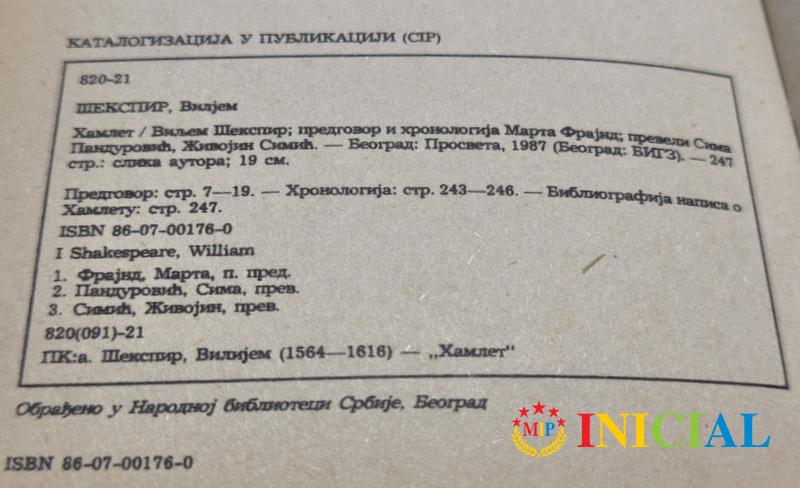 КАТАЛОГИЗАЦИЈА У ПУБЛИКАЦИЈИ (CIP)
820-21
ШЕКСПИР, Вилјем
Хамлет / Виљем Шекспир; предговор и хронологија Марта Фрајнд; превели Сима
Пандуровић, Живојин Симић. — Београд: Просвета, 1987 (Београд: БИГЗ). — 247
стр.: слика аутора; 19 см.
Предговор: стр. 7—19. — Хронологија: стр. 243—246. — Библиографија написа о
Хамлету: стр. 247.
ISBN 86-07-00176-0
I Shakespeare, William
1. Фрајнд, Марта, п. пред.
2. Пандуровић, Сима, прев.
3. Симић, Живојин, прев.
820(091)-21
ПК:а. Шекспир, Вилијем (1564—1616) — „Хамлет“
Обрађено у Народној библиотеци Србије, Београд
MIP INICIAL
ISBN 86-07-00176-0